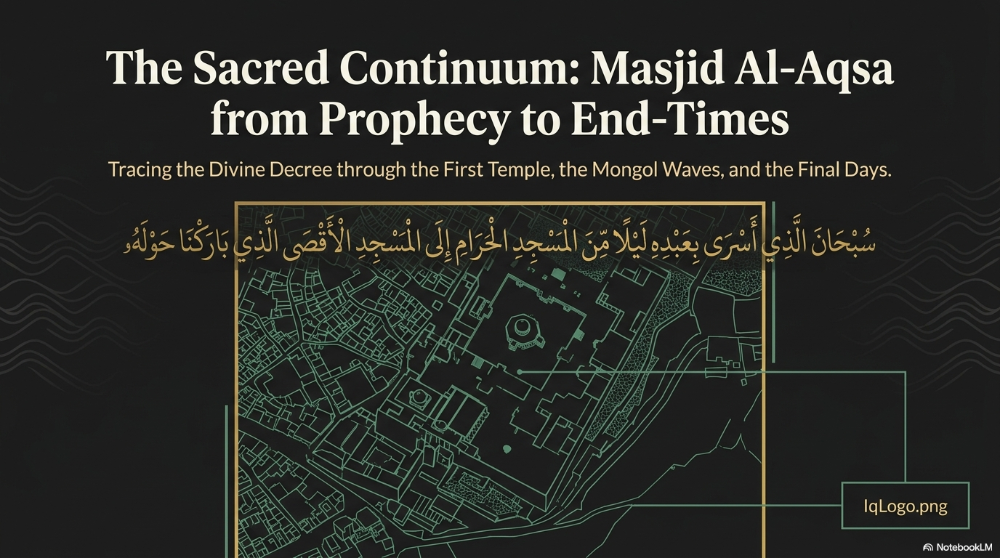 The Sacred Continuum: Masjid Al-Aqsa
from Prophecy to End-Times
Tracing the Divine Decree through the First Temple, the Mongol Waves, and the Final Days.
سُبْحَانَ الَّذِي أَسْرَى بِعَبْدِهِ لَيْلًا مِّنَ الْمَسْجِدِ الْحَرَامِ إِلَى الْمَسْجِدِ الْأَقْصَى الَّذِي بَارَكْنَا حَوْلَهُۥ
IqLogo.png
NotebookLM